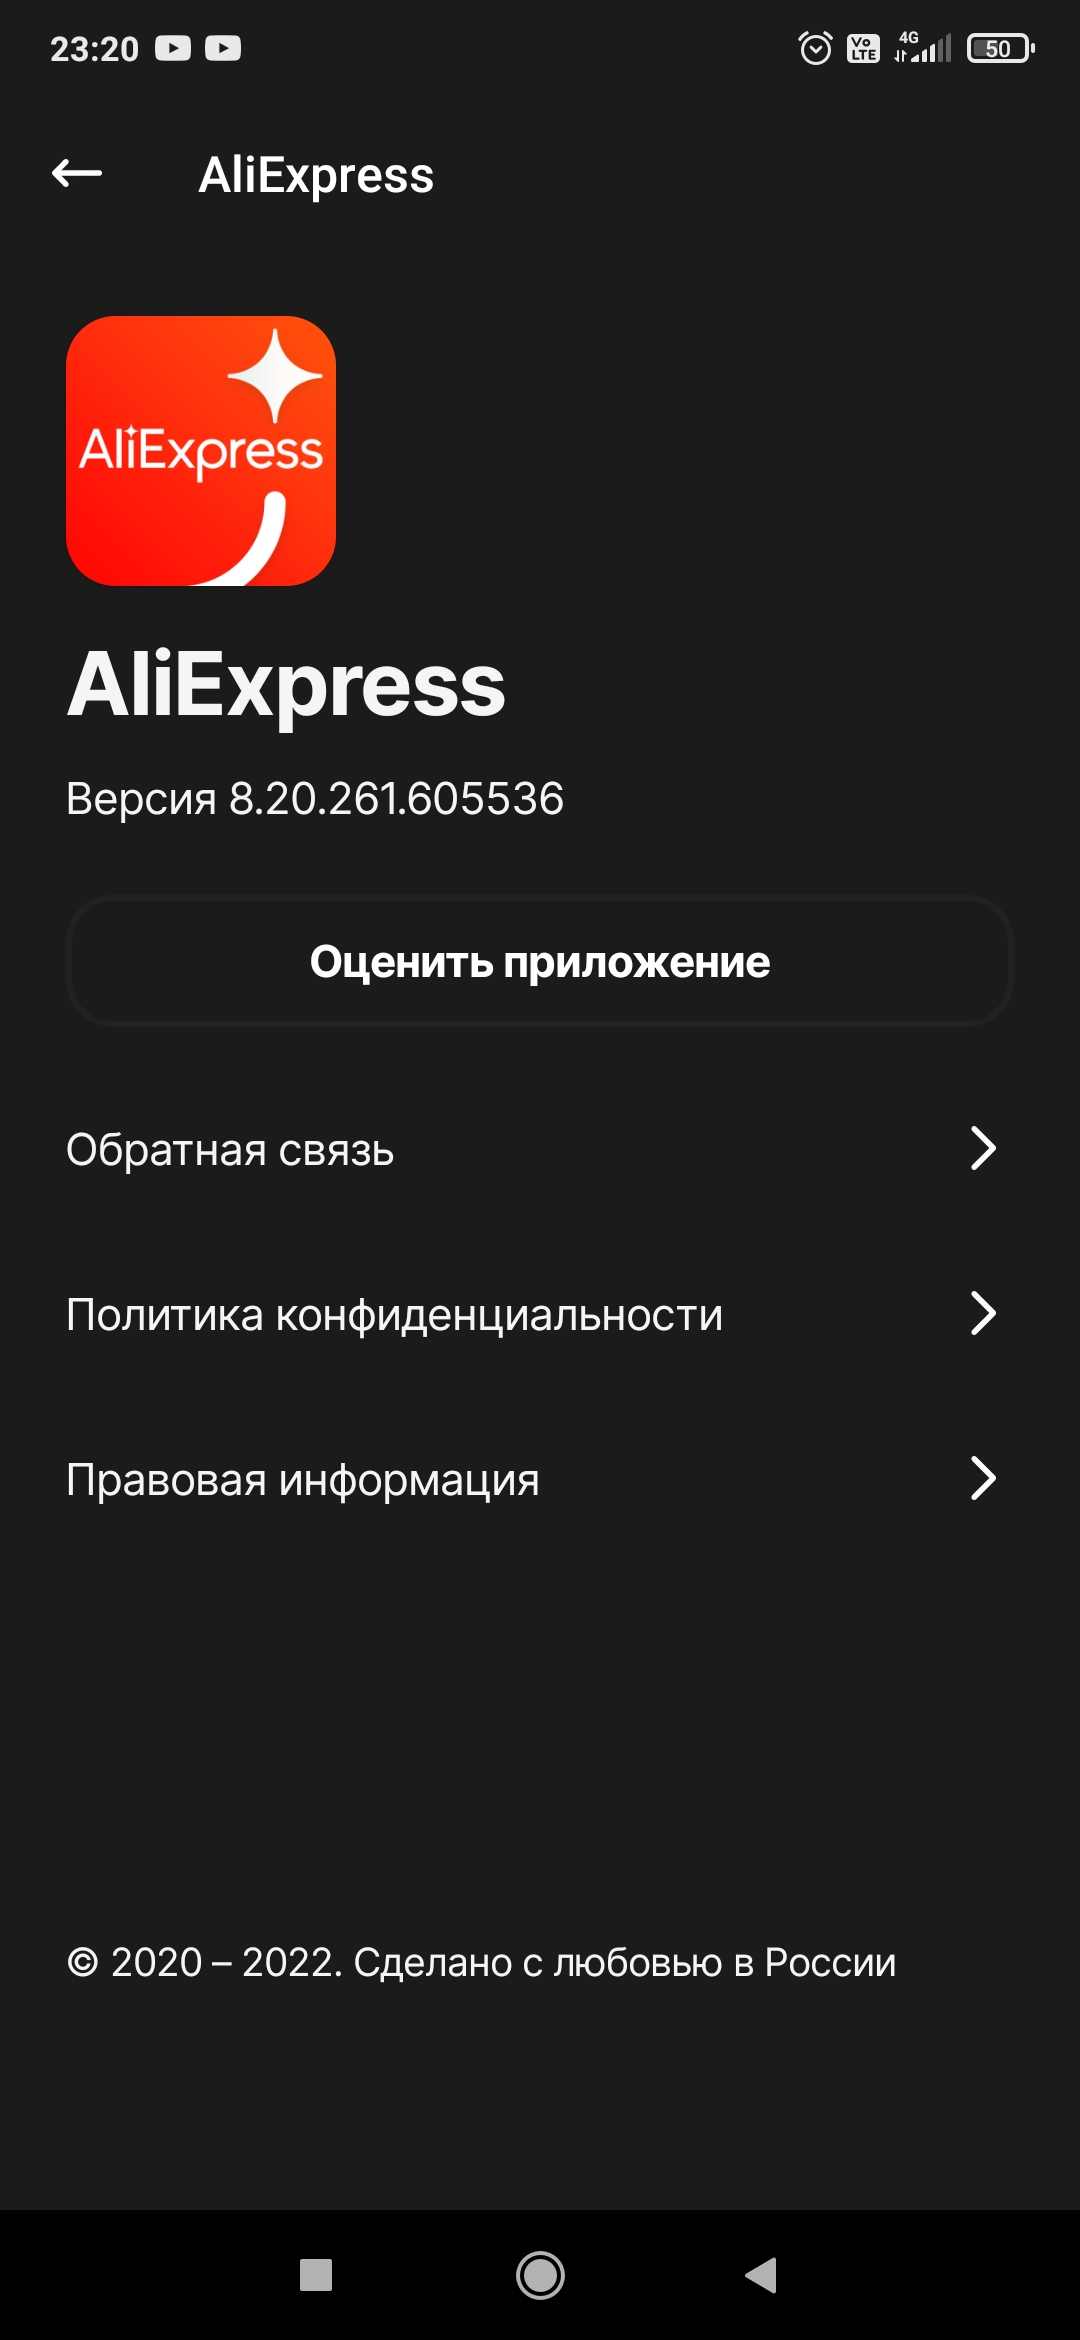 23:20
Vo
LTE
4G
50
AliExpress
AliExpress
AliExpress
Версия 8.20.261.605536
Оценить приложение
Обратная связь
Политика конфиденциальности
Правовая информация
© 2020 – 2022. Сделано с любовью в России